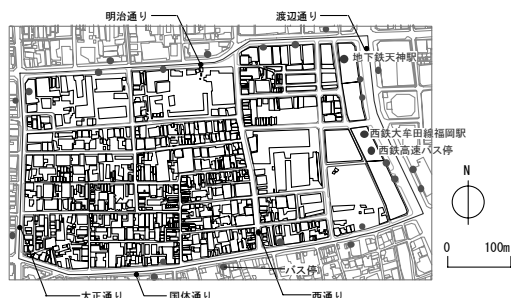 明治通り
渡辺通り
地下鉄天神駅
西鉄大牟田線福岡駅
西鉄高速バス停
N
0 100m
バス停
大正通り
国体通り
西通り